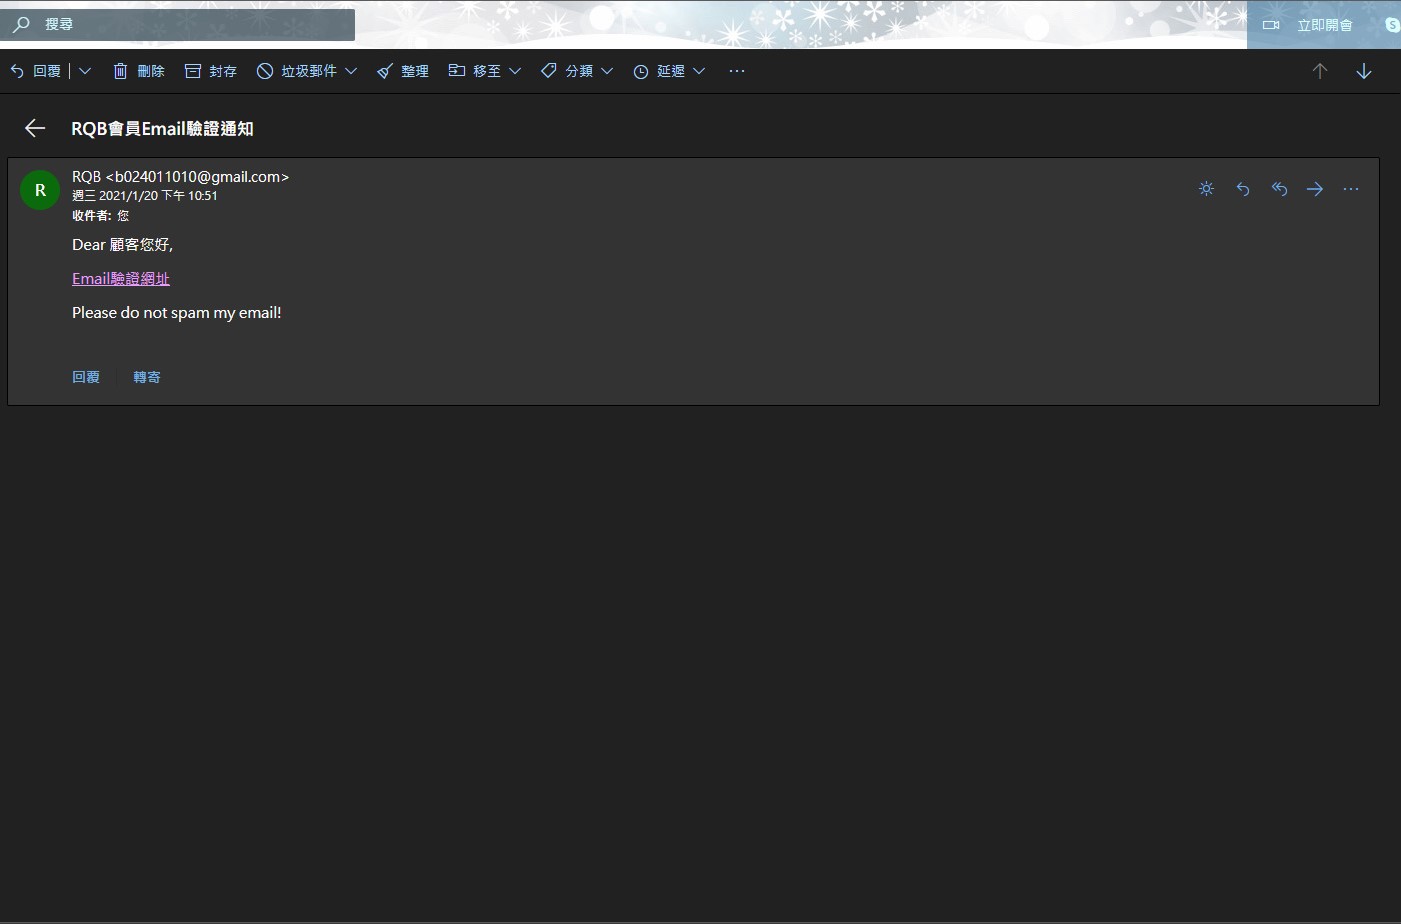 搜尋
立即開會
回覆
刪除
封存
垃圾郵件
整理
移至
分類
延遲
RQB會員Email驗證通知
R
RQB <b024011010@gmail.com>
週三 2021/1/20 下午 10:51
收件者: 您
Dear 顧客您好,
Email驗證網址
Please do not spam my email!
回覆
轉寄